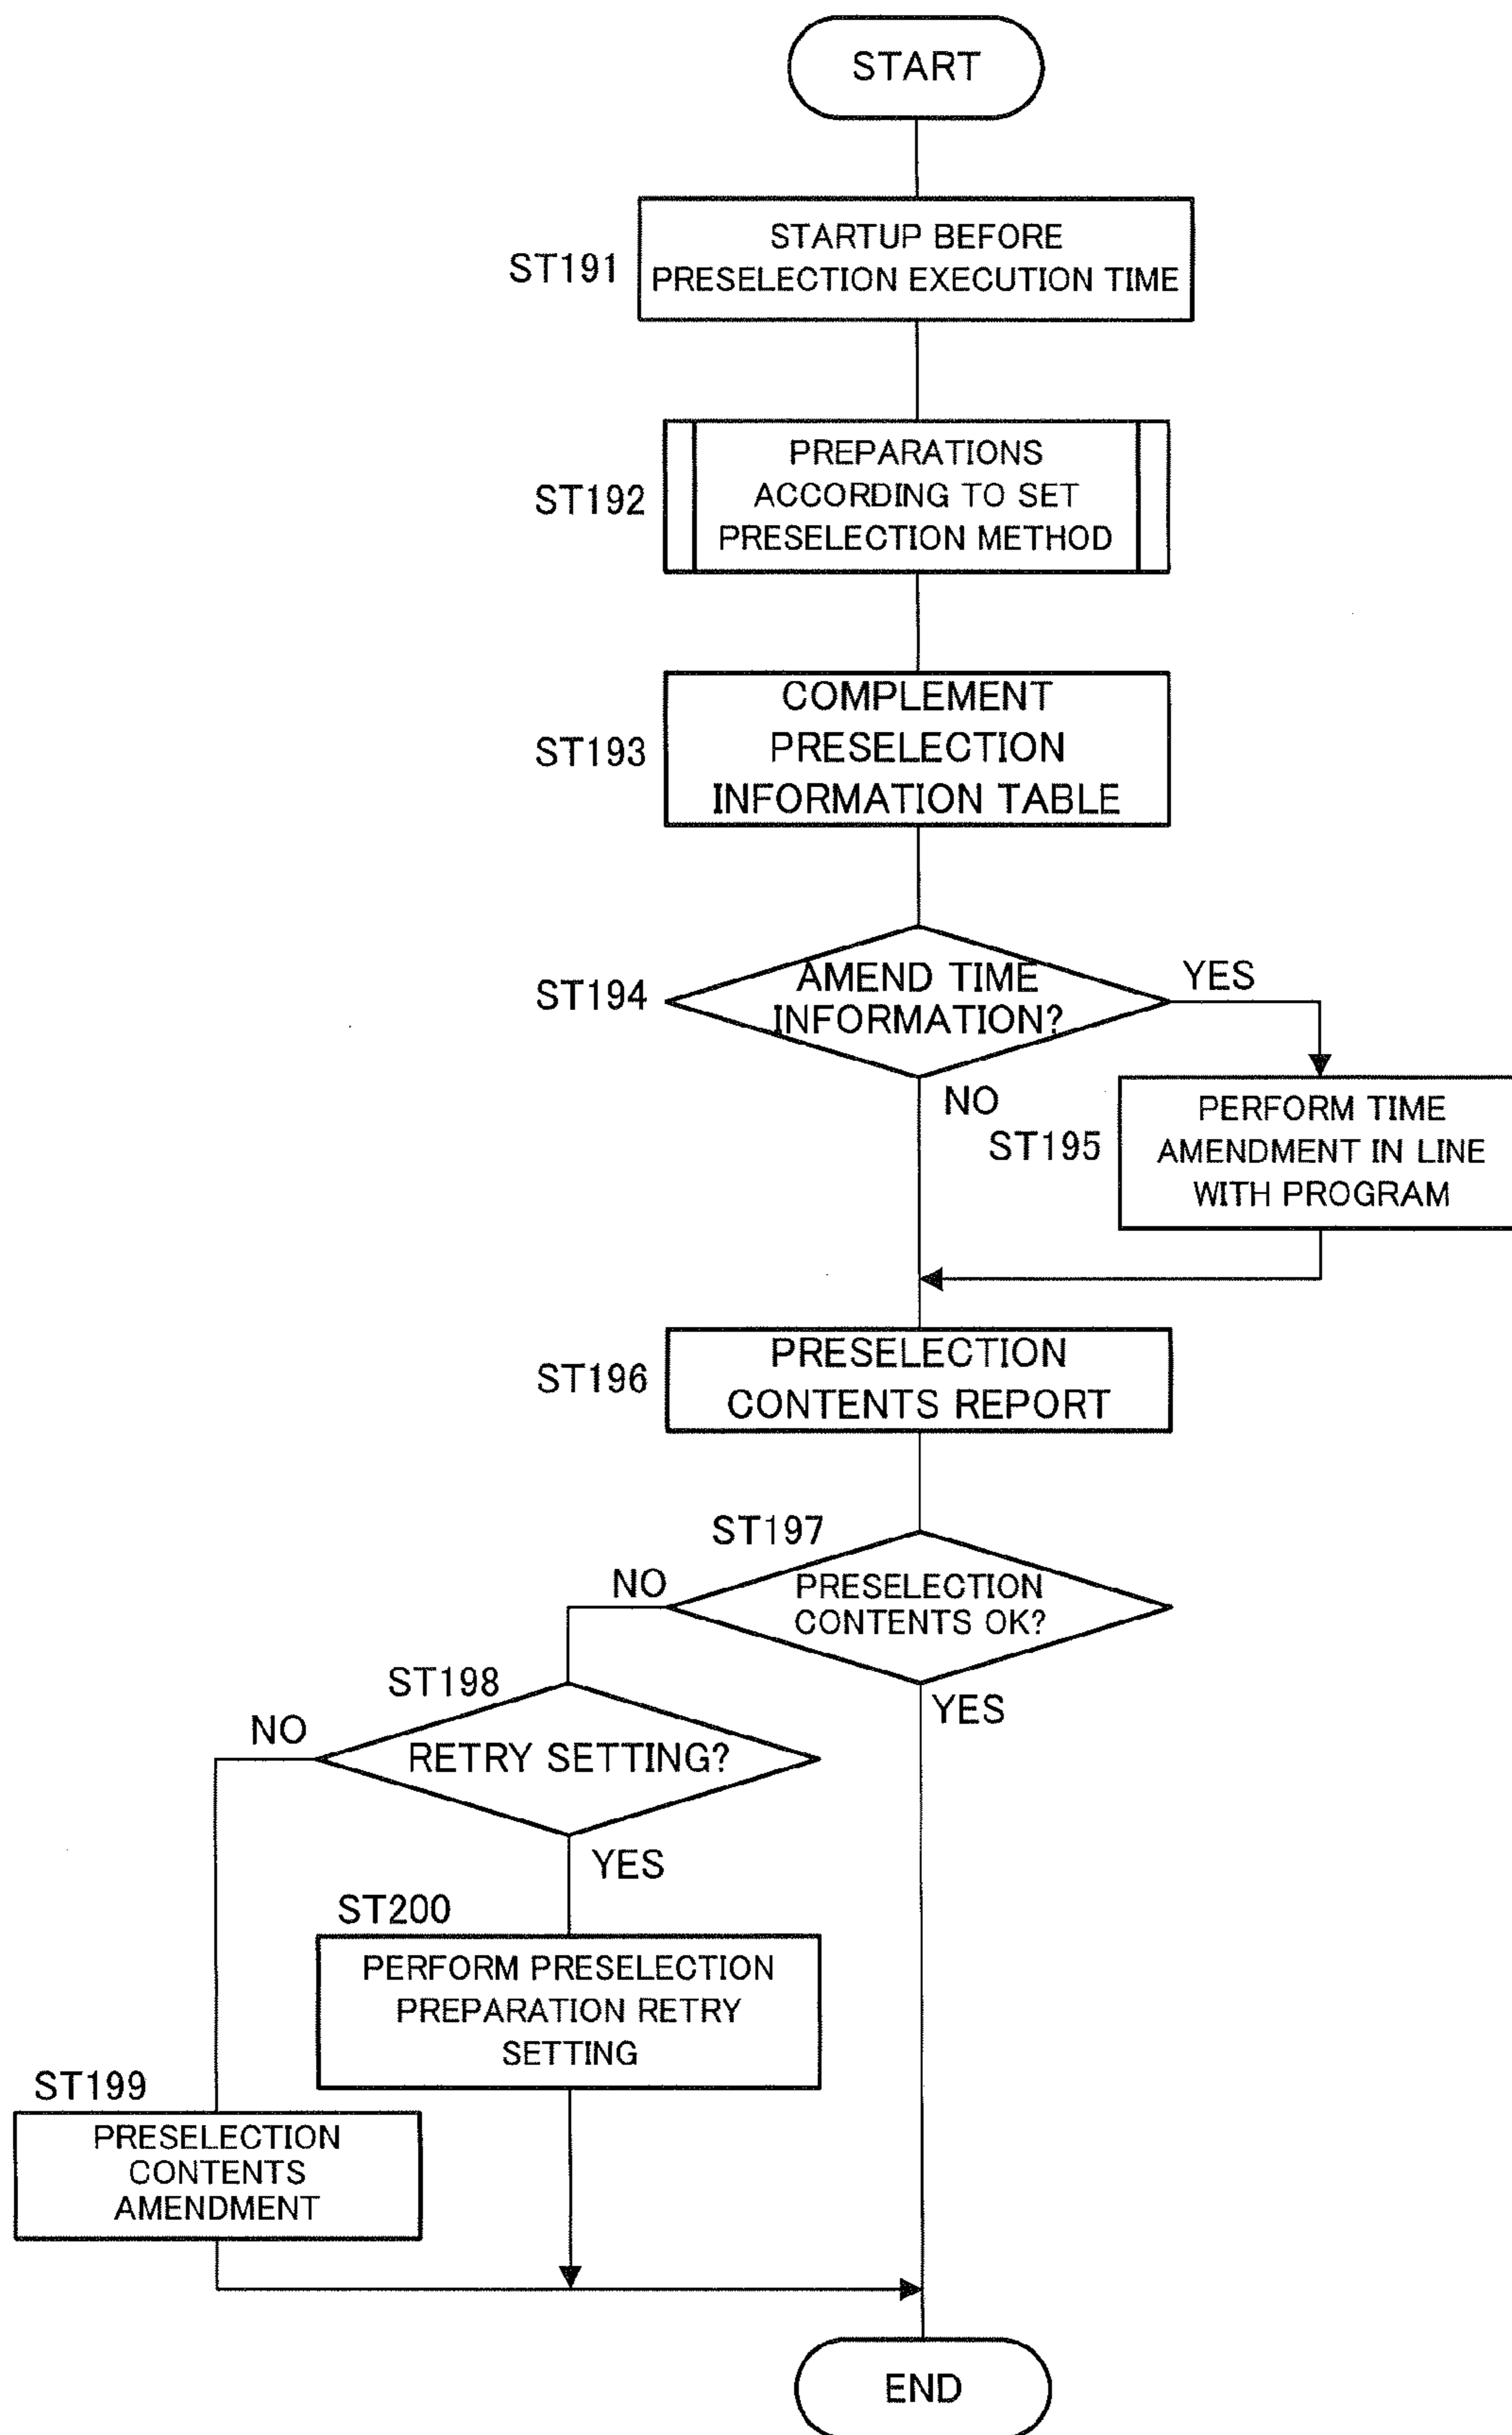 START
ST191
STARTUP BEFORE
PRESELECTION EXECUTION TIME
ST192
PREPARATIONS
ACCORDING TO SET
PRESELECTION METHOD
ST193
COMPLEMENT
PRESELECTION
INFORMATION TABLE
ST194
AMEND TIME
INFORMATION?
YES
NO
ST195
PERFORM TIME
AMENDMENT IN LINE
WITH PROGRAM
ST196
PRESELECTION
CONTENTS REPORT
ST197
PRESELECTION
CONTENTS OK?
NO
YES
ST198
RETRY SETTING?
NO
YES
ST200
PERFORM PRESELECTION
PREPARATION RETRY
SETTING
ST199
PRESELECTION
CONTENTS
AMENDMENT
END